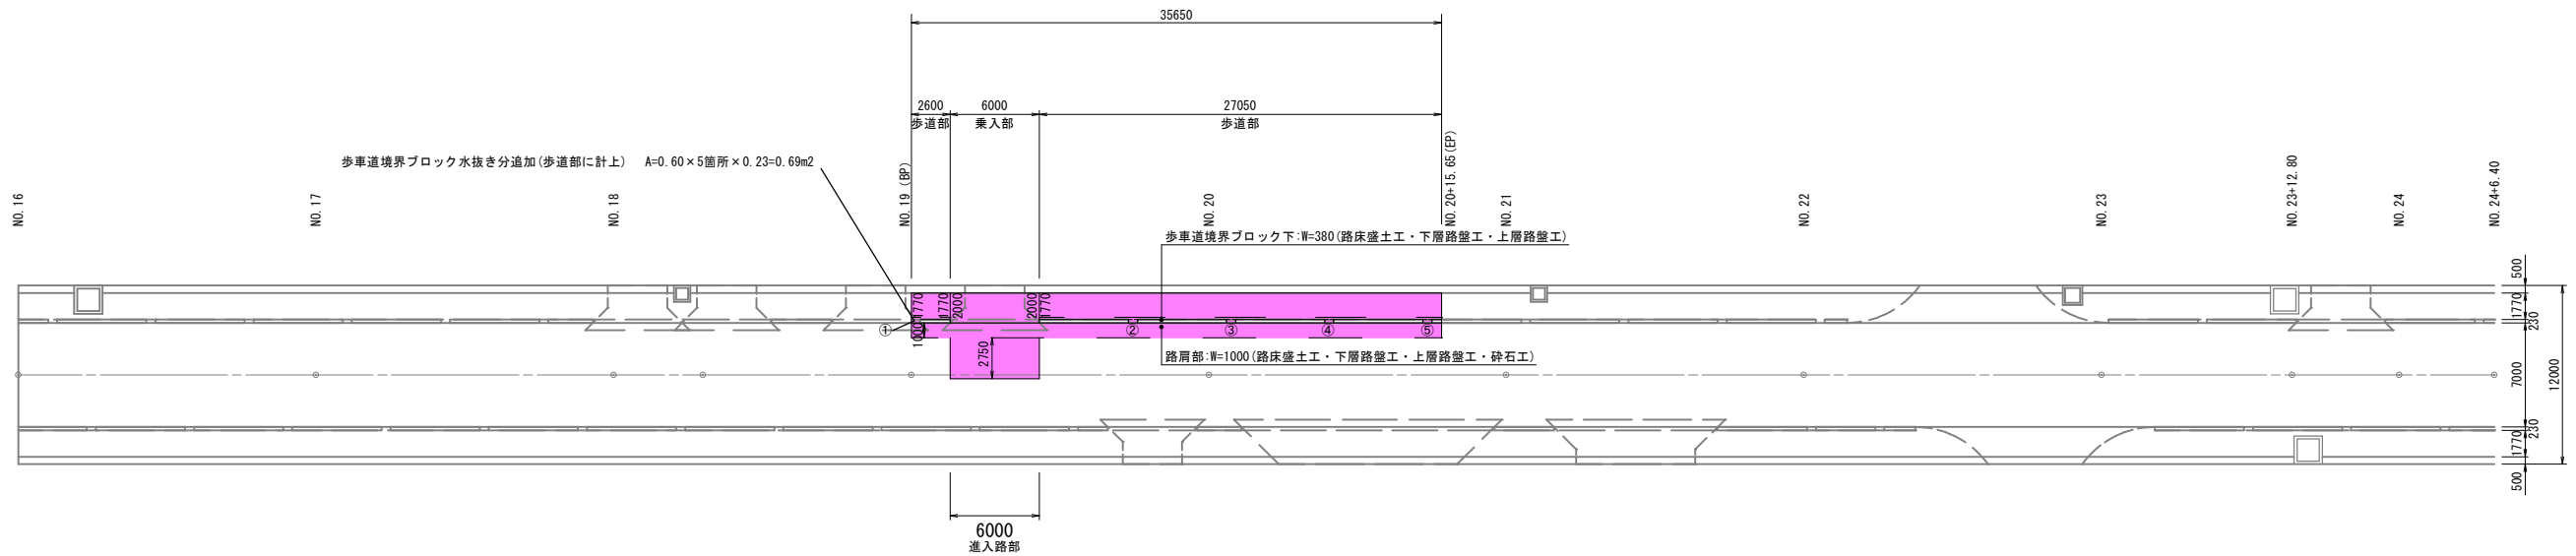 35650
2600
6000
27050
歩道部
乗入部
歩道部
歩車道境界ブロック水抜き分追加(歩道部に計上) A=0.60×5箇所×0.23=0.69m2
NO.16
NO.17
NO.18
NO.19 (BP)
NO.20
NO.20+15.65(EP)
NO.21
NO.22
NO.23
NO.23+12.80
NO.24
NO.24+6.40
歩車道境界ブロック下:W=380(路床盛土工・下層路盤工・上層路盤工)
1770
1770
2000
2000
1770
①
1000
②
③
④
⑤
2750
路肩部:W=1000(路床盛土工・下層路盤工・上層路盤工・砕石工)
500
1770
230
7000
12000
230
1770
500
6000
進入路部